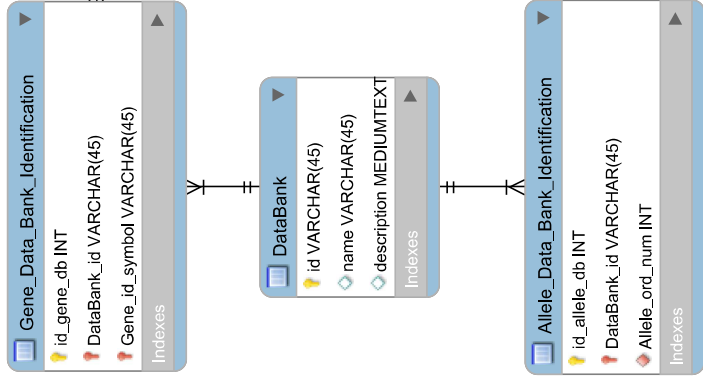 Gene_Data_Bank_Identification
id_gene_db INT
DataBank_id VARCHAR(45)
Gene_id_symbol VARCHAR(45)
Indexes
DataBank
id VARCHAR(45)
name VARCHAR(45)
description MEDIUMTEXT
Indexes
Allele_Data_Bank_Identification
id_allele_db INT
DataBank_id VARCHAR(45)
Allele_ord_num INT
Indexes